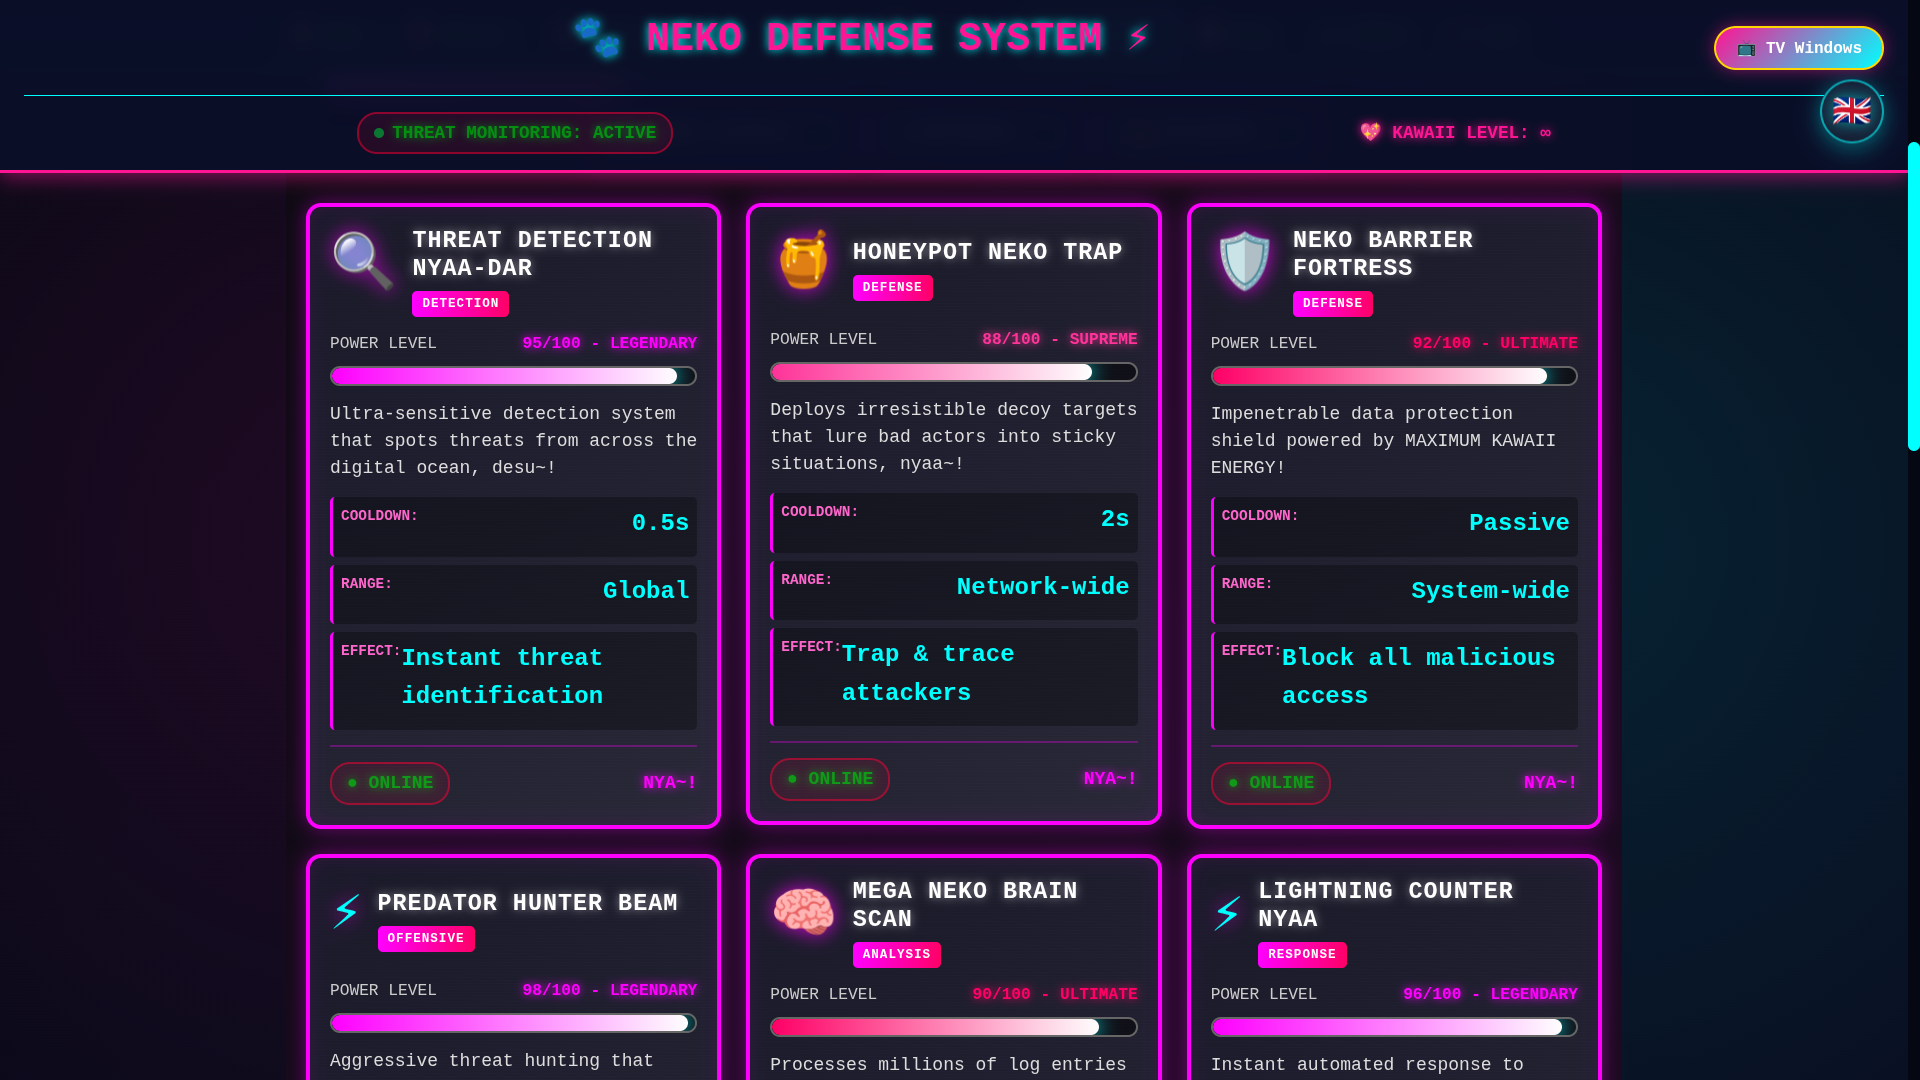 NEKO DEFENSE SYSTEM
TV Windows
THREAT MONITORING: ACTIVE
KAWAII LEVEL: ∞
THREAT DETECTION
NYAA-DAR
DETECTION
POWER LEVEL 95/100 - LEGENDARY
Ultra-sensitive detection system
that spots threats from across the
digital ocean, desu~!
COOLDOWN: 0.5s
RANGE: Global
EFFECT: Instant threat
identification
● ONLINE NYA~!
HONEYPOT NEKO TRAP
DEFENSE
POWER LEVEL 88/100 - SUPREME
Deploys irresistible decoy targets
that lure bad actors into sticky
situations, nyaa~!
COOLDOWN: 2s
RANGE: Network-wide
EFFECT: Trap & trace
attackers
● ONLINE NYA~!
NEKO BARRIER
FORTRESS
DEFENSE
POWER LEVEL 92/100 - ULTIMATE
Impenetrable data protection
shield powered by MAXIMUM KAWAII
ENERGY!
COOLDOWN: Passive
RANGE: System-wide
EFFECT: Block all malicious
access
● ONLINE NYA~!
PREDATOR HUNTER BEAM
OFFENSIVE
POWER LEVEL 98/100 - LEGENDARY
Aggressive threat hunting that
MEGA NEKO BRAIN
SCAN
ANALYSIS
POWER LEVEL 90/100 - ULTIMATE
Processes millions of log entries
LIGHTNING COUNTER
NYAA
RESPONSE
POWER LEVEL 96/100 - LEGENDARY
Instant automated response to